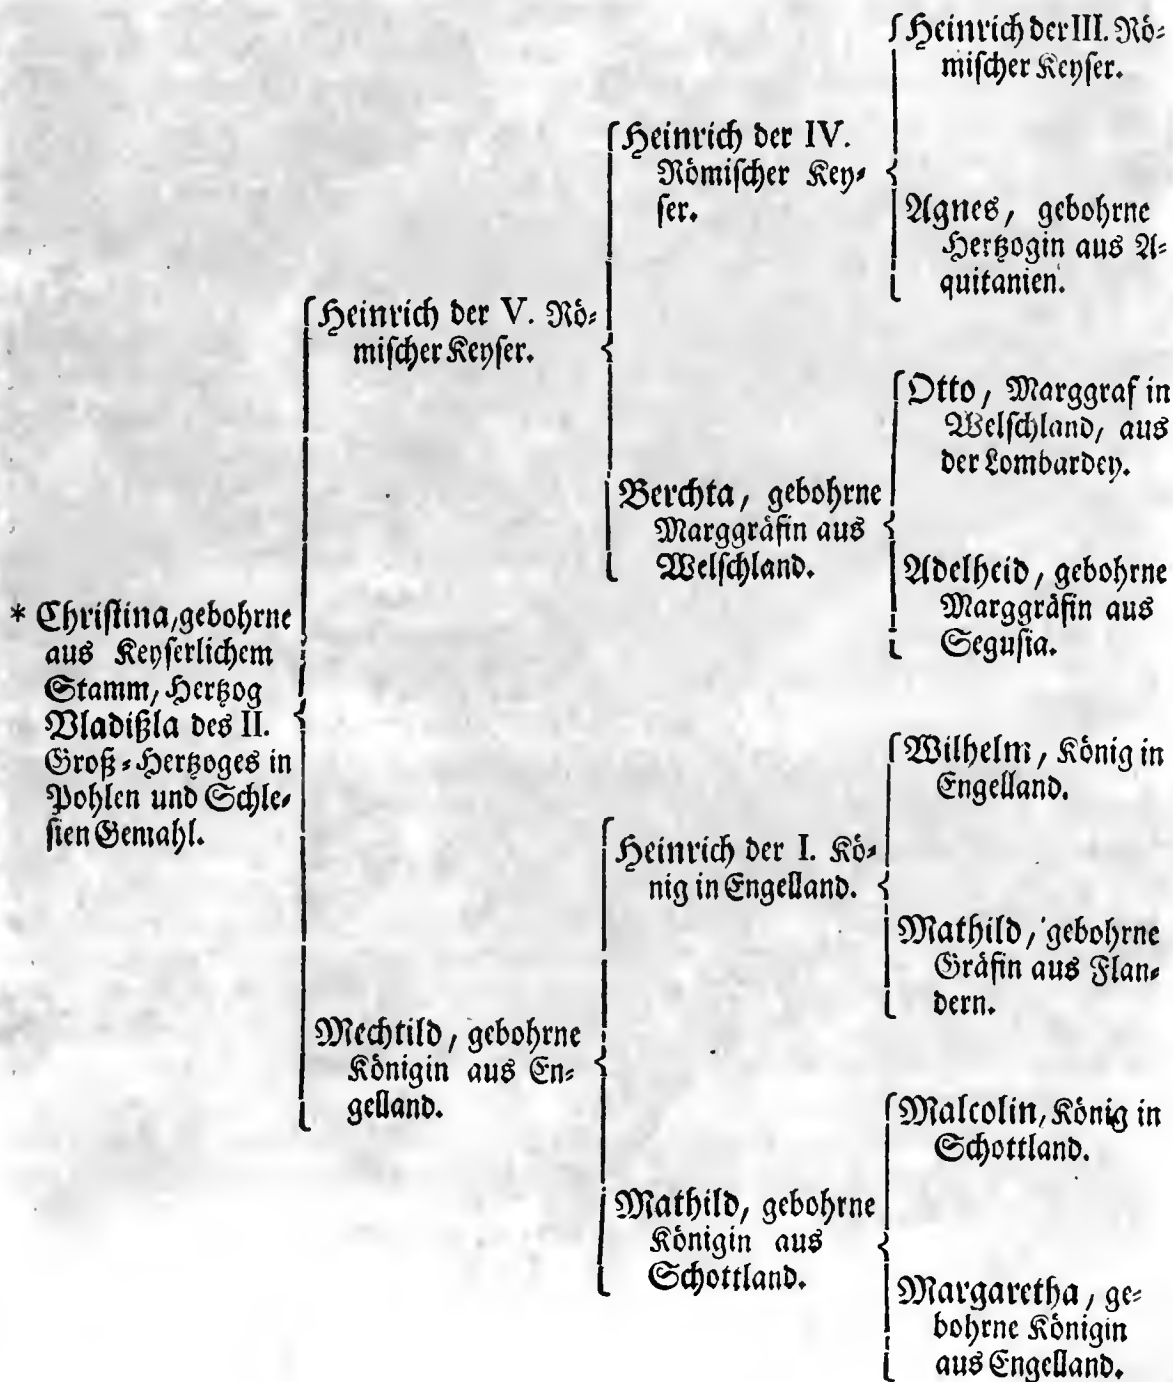 * Christina, gebohrne
aus Keyserlichem
Stamm, Hertzog
Vladißla des II.
Groß-Hertzoges in
Pohlen und Schle-
sien Gemahl.
Heinrich der V. Rö-
mischer Keyser.
Heinrich der IV.
Römischer Key-
ser.
Heinrich der III. Rö-
mischer Keyser.
Agnes, gebohrne
Hertzogin aus A-
quitanien.
Berchta, gebohrne
Marggräfin aus
Welschland.
Otto, Marggraf in
Welschland, aus
der Lombardey.
Adelheid, gebohrne
Marggräfin aus
Segusia.
Mechtild, gebohrne
Königin aus En-
gelland.
Heinrich der I. Kö-
nig in Engelland.
Wilhelm, König in
Engelland.
Mathild, gebohrne
Gräfin aus Flan-
dern.
Mathild, gebohrne
Königin aus
Schottland.
Malcolin, König in
Schottland.
Margaretha, ge-
bohrne Königin
aus Engelland.